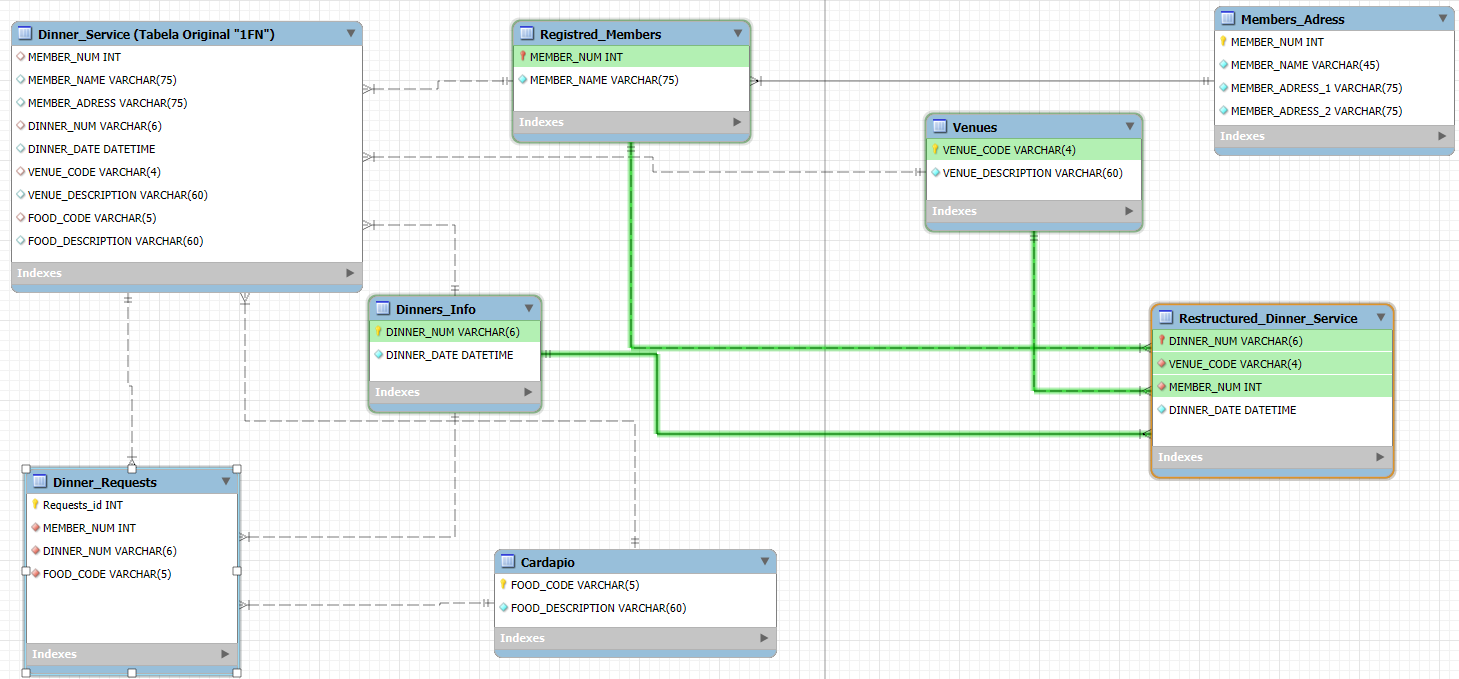 Dinner_Service (Tabela Original "1FN")
MEMBER_NUM INT
MEMBER_NAME VARCHAR(75)
MEMBER_ADRESS VARCHAR(75)
DINNER_NUM VARCHAR(6)
DINNER_DATE DATETIME
VENUE_CODE VARCHAR(4)
VENUE_DESCRIPTION VARCHAR(60)
FOOD_CODE VARCHAR(5)
FOOD_DESCRIPTION VARCHAR(60)
Indexes
Registred_Members
MEMBER_NUM INT
MEMBER_NAME VARCHAR(75)
Indexes
Members_Adress
MEMBER_NUM INT
MEMBER_NAME VARCHAR(45)
MEMBER_ADRESS_1 VARCHAR(75)
MEMBER_ADRESS_2 VARCHAR(75)
Indexes
Venues
VENUE_CODE VARCHAR(4)
VENUE_DESCRIPTION VARCHAR(60)
Indexes
Dinners_Info
DINNER_NUM VARCHAR(6)
DINNER_DATE DATETIME
Indexes
Restructured_Dinner_Service
DINNER_NUM VARCHAR(6)
VENUE_CODE VARCHAR(4)
MEMBER_NUM INT
DINNER_DATE DATETIME
Indexes
Dinner_Requests
Requests_id INT
MEMBER_NUM INT
DINNER_NUM VARCHAR(6)
FOOD_CODE VARCHAR(5)
Indexes
Cardapio
FOOD_CODE VARCHAR(5)
FOOD_DESCRIPTION VARCHAR(60)
Indexes